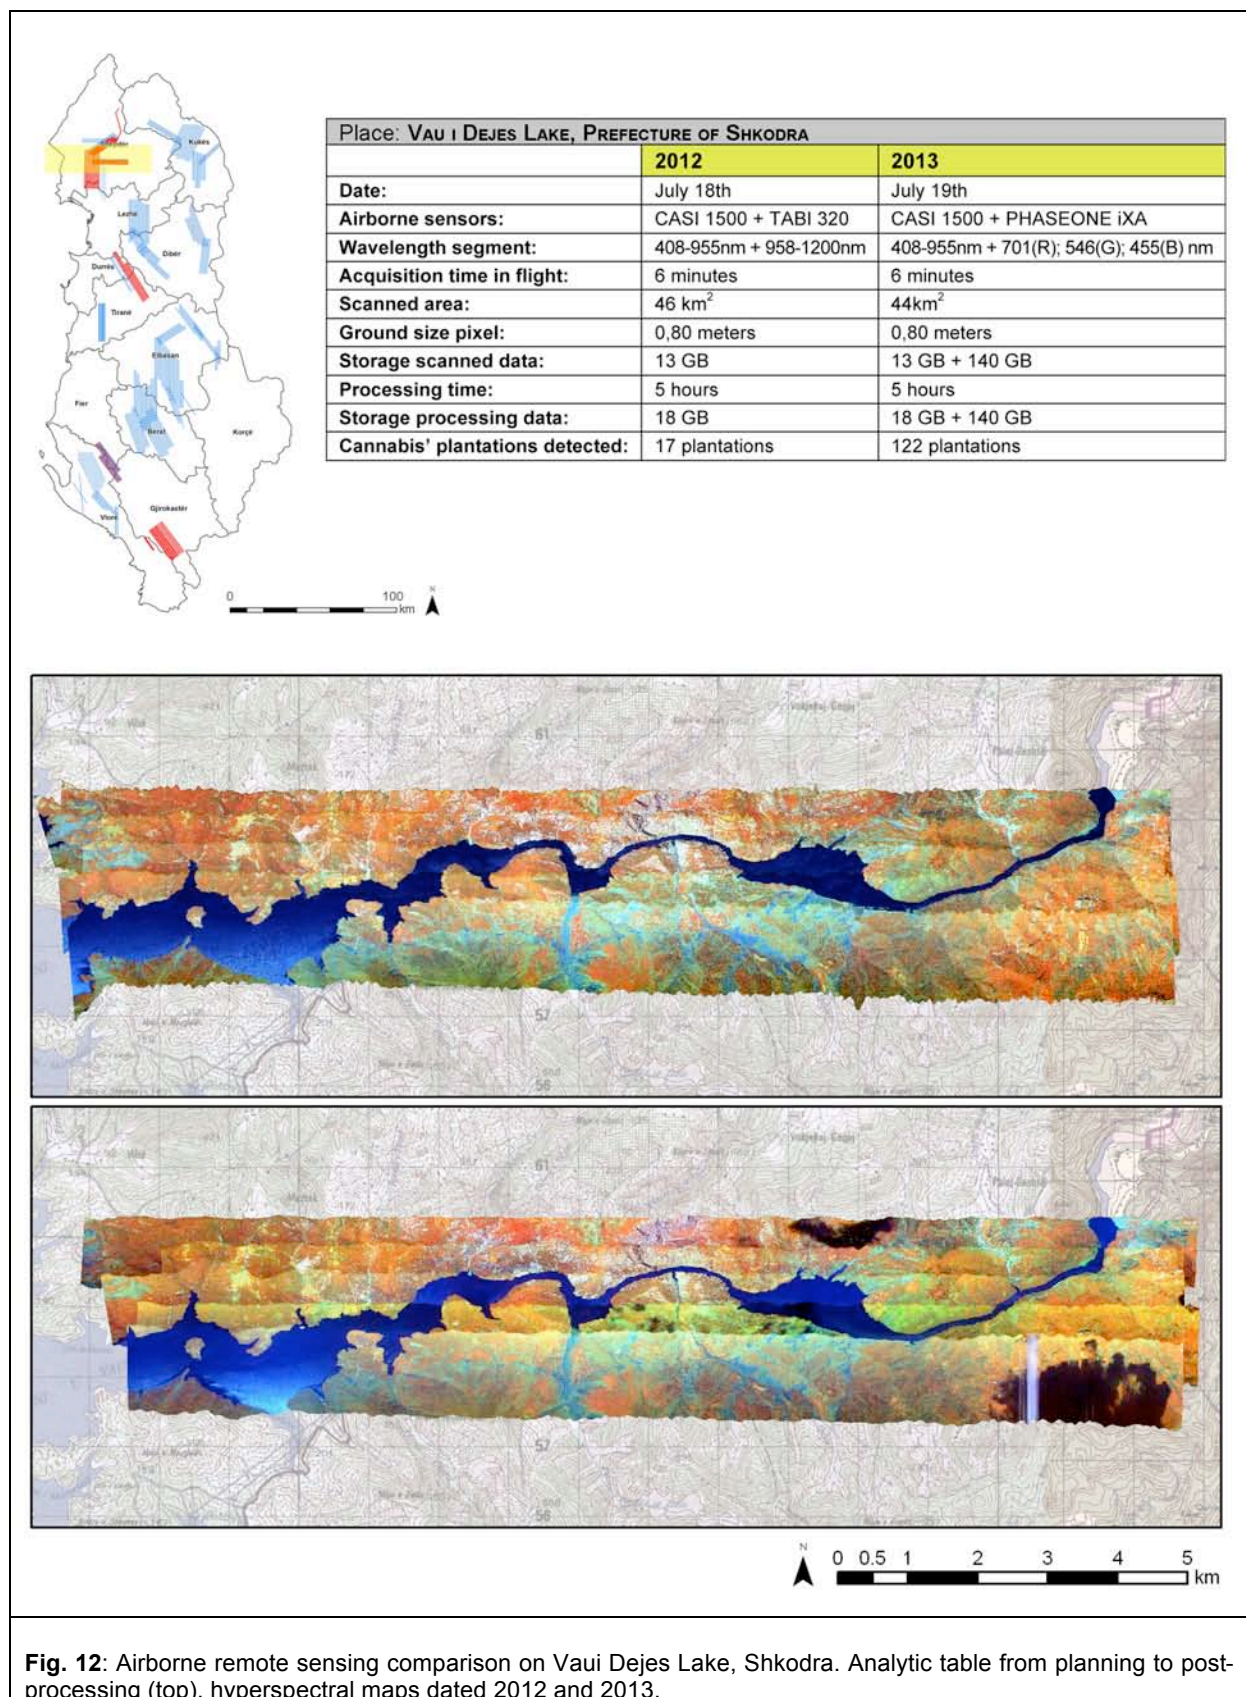 Kukës
Lezhë
Dibër
Durrës
Tiranë
Elbasan
Fier
Berat
Korçë
Gjirokastër
Vlorë
0 100
km
N
Place: VAU I DEJES LAKE, PREFECTURE OF SHKODRA
2012 2013
Date: July 18th July 19th
Airborne sensors: CASI 1500 + TABI 320 CASI 1500 + PHASEONE iXA
Wavelength segment: 408-955nm + 958-1200nm 408-955nm + 701(R); 546(G); 455(B) nm
Acquisition time in flight: 6 minutes 6 minutes
Scanned area: 46 km² 44km²
Ground size pixel: 0,80 meters 0,80 meters
Storage scanned data: 13 GB 13 GB + 140 GB
Processing time: 5 hours 5 hours
Storage processing data: 18 GB 18 GB + 140 GB
Cannabis' plantations detected: 17 plantations 122 plantations
61
57
56
61
57
56
N
0 0.5 1 2 3 4 5
km
Fig. 12: Airborne remote sensing comparison on Vaui Dejes Lake, Shkodra. Analytic table from planning to post-
processing (top), hyperspectral maps dated 2012 and 2013.